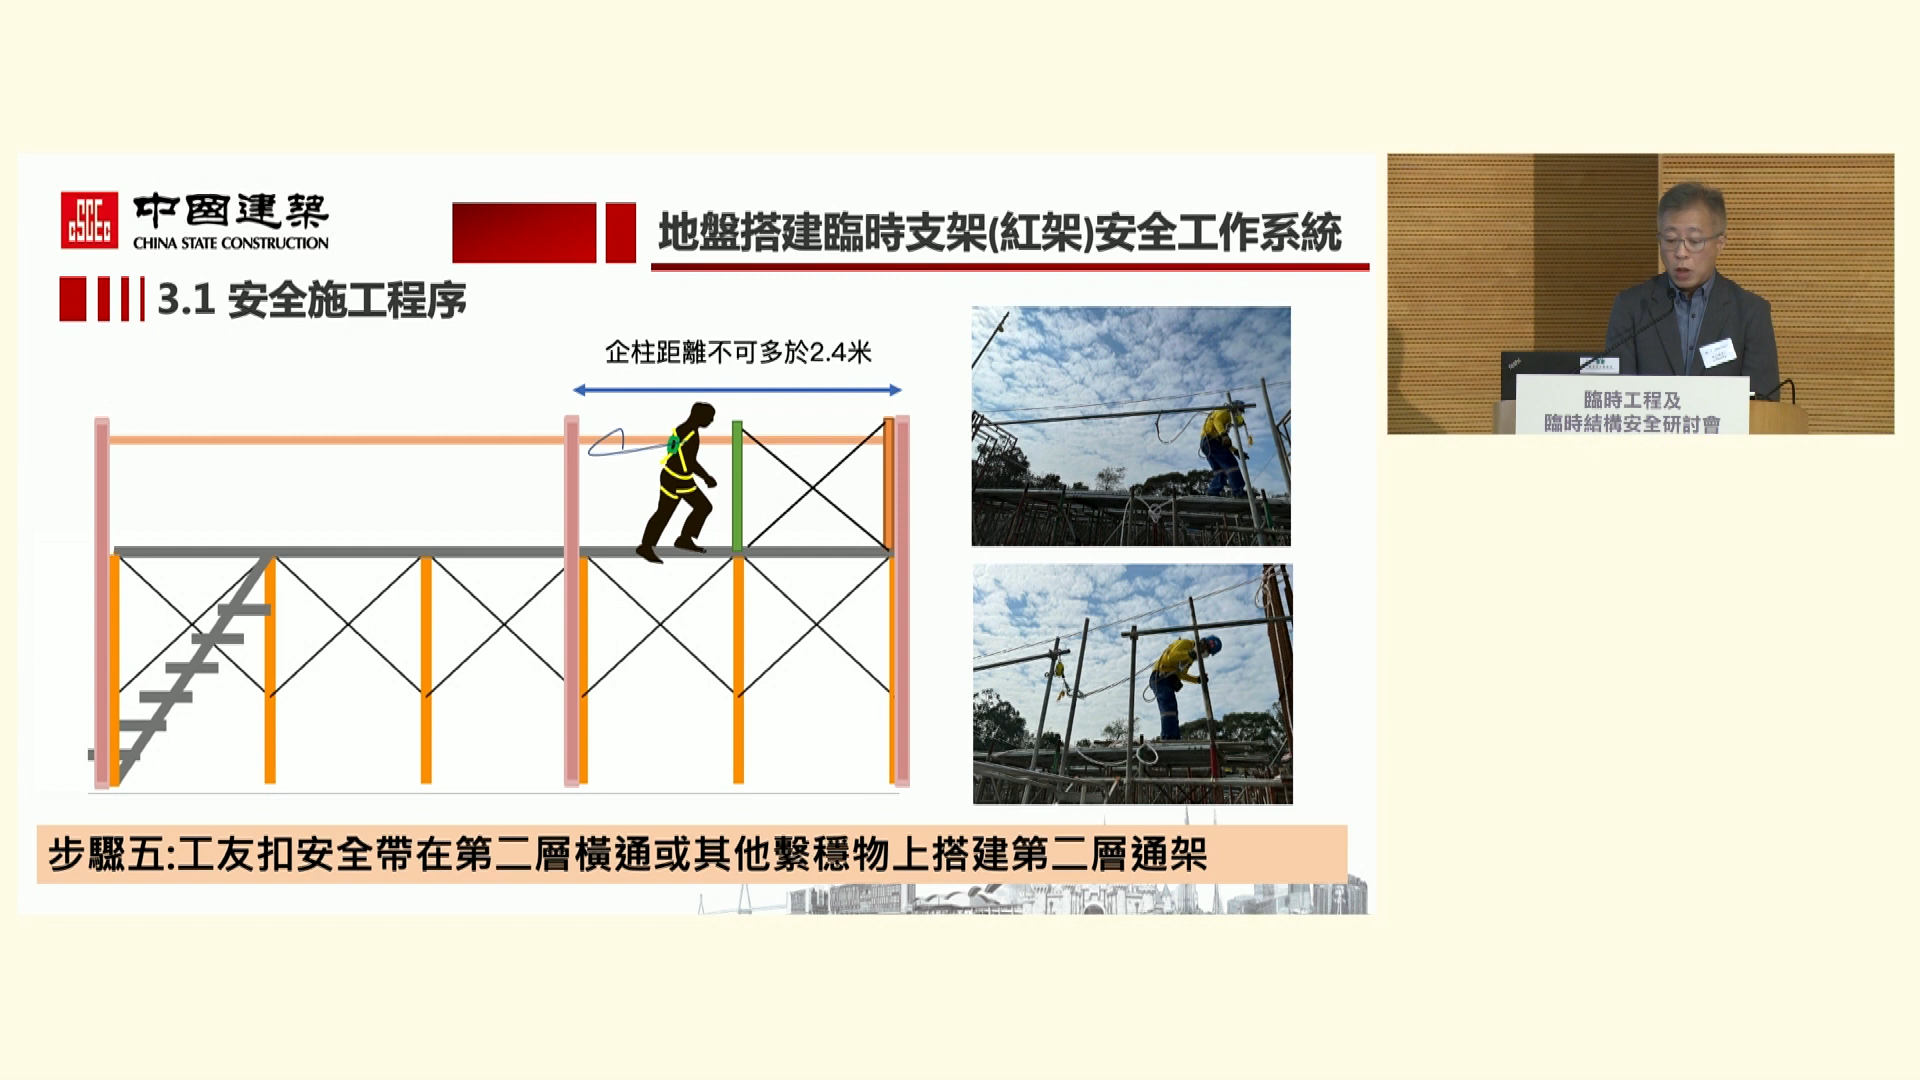 中國建築
CHINA STATE CONSTRUCTION
地盤搭建臨時支架(紅架)安全工作系統
3.1 安全施工程序
企柱距離不可多於2.4米
步驟五:工友扣安全帶在第二層橫通或其他繫穩物上搭建第二層通架
臨時工程及
臨時結構安全研討會